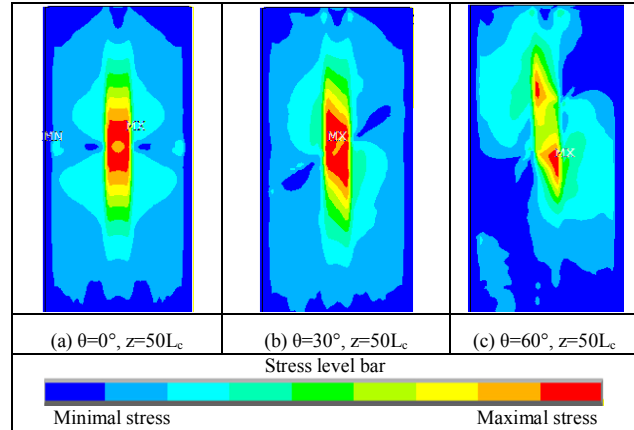 MN
MX
MX
MX
(a) θ=0°, z=50Lc
(b) θ=30°, z=50Lc
(c) θ=60°, z=50Lc
Stress level bar
Minimal stress
Maximal stress